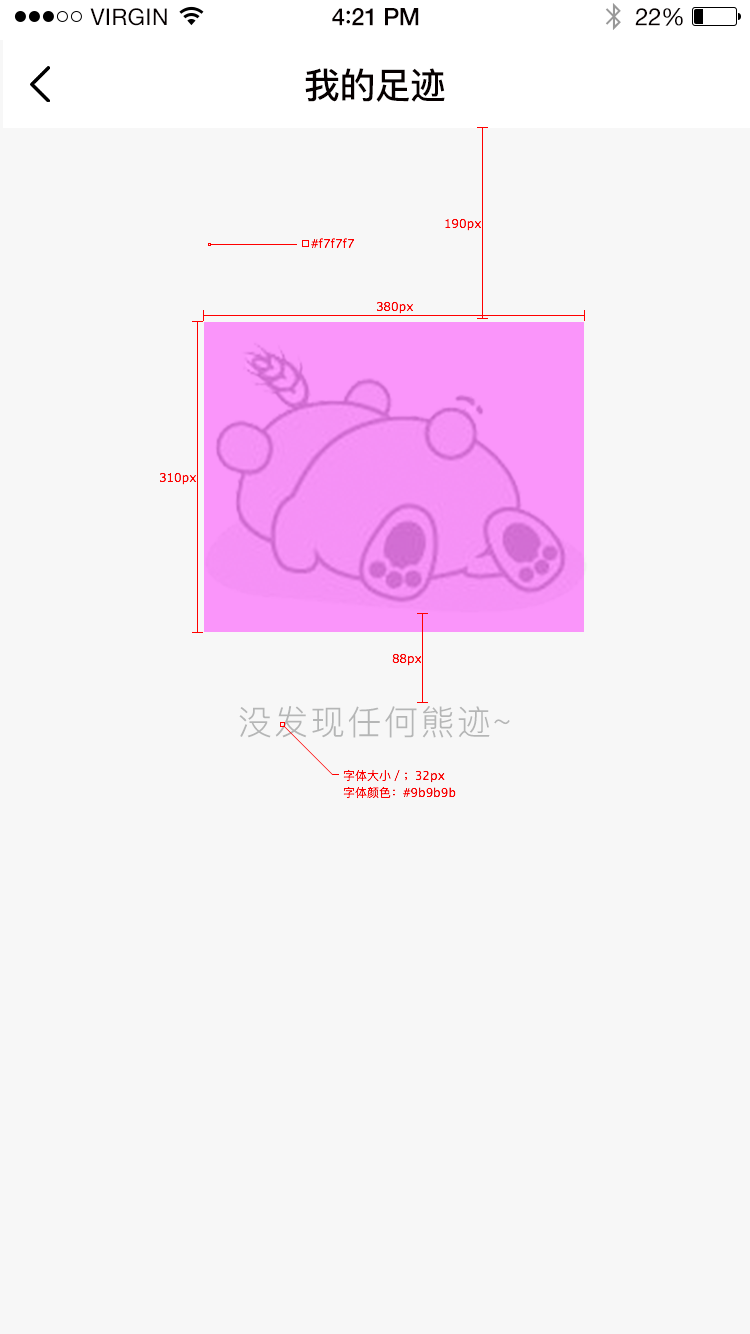 VIRGIN 4:21 PM 22%
我的足迹
190px
#f7f7f7
380px
310px
88px
没发现任何熊迹~
字体大小 / ；32px
字体颜色：#9b9b9b